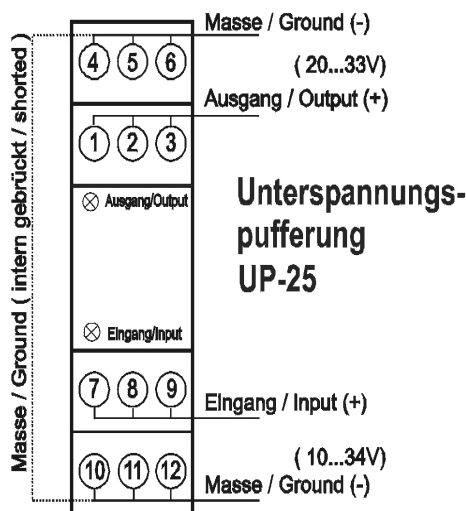 Masse / Ground (-)
4 5 6
( 20...33V)
Ausgang / Output (+)
1 2 3
Ausgang/Output
Unterspannungs-
pufferung
UP-25
Eingang/Input
7 8 9
Eingang / Input (+)
( 10...34V)
10 11 12
Masse / Ground (-)
Masse / Ground ( intern gebrückt / shorted )